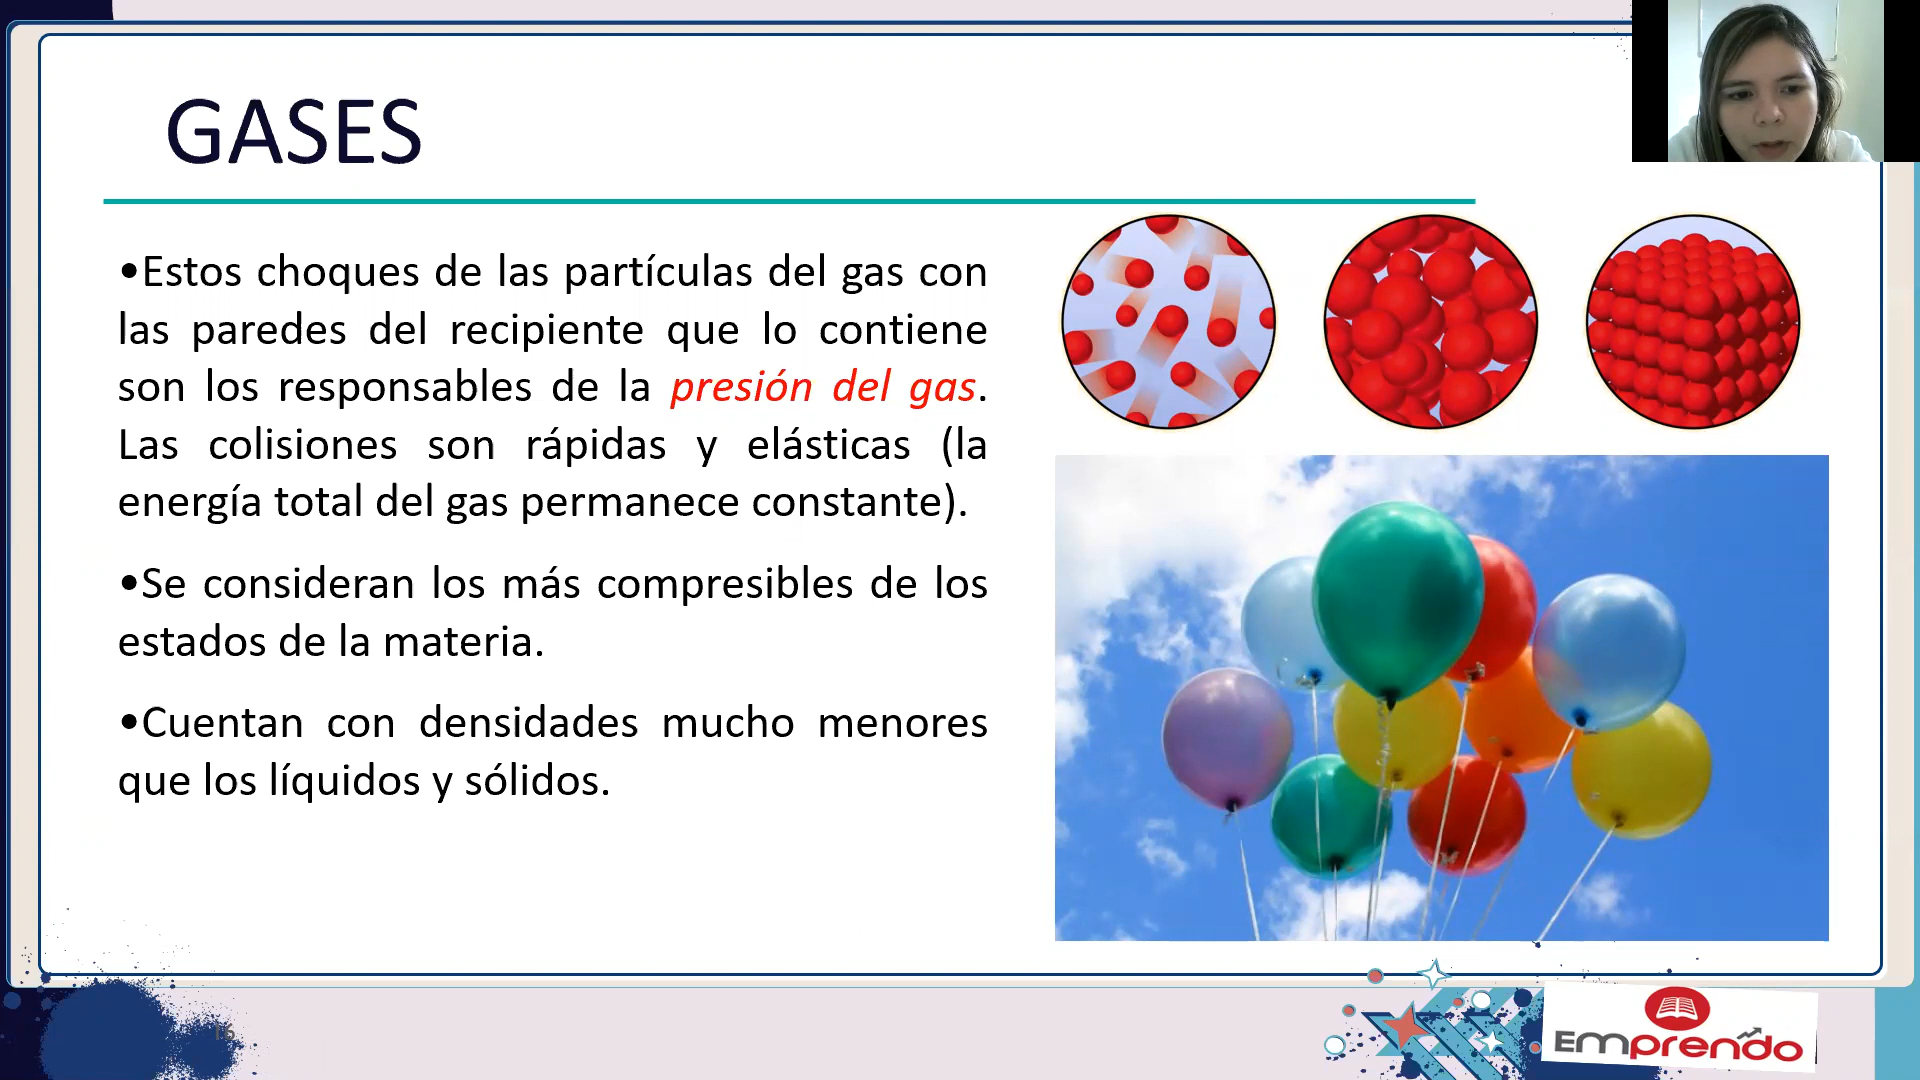 GASES
•Estos choques de las partículas del gas con
las paredes del recipiente que lo contiene
son los responsables de la presión del gas.
Las colisiones son rápidas y elásticas (la
energía total del gas permanece constante).
•Se consideran los más compresibles de los
estados de la materia.
•Cuentan con densidades mucho menores
que los líquidos y sólidos.
16
Emprendo